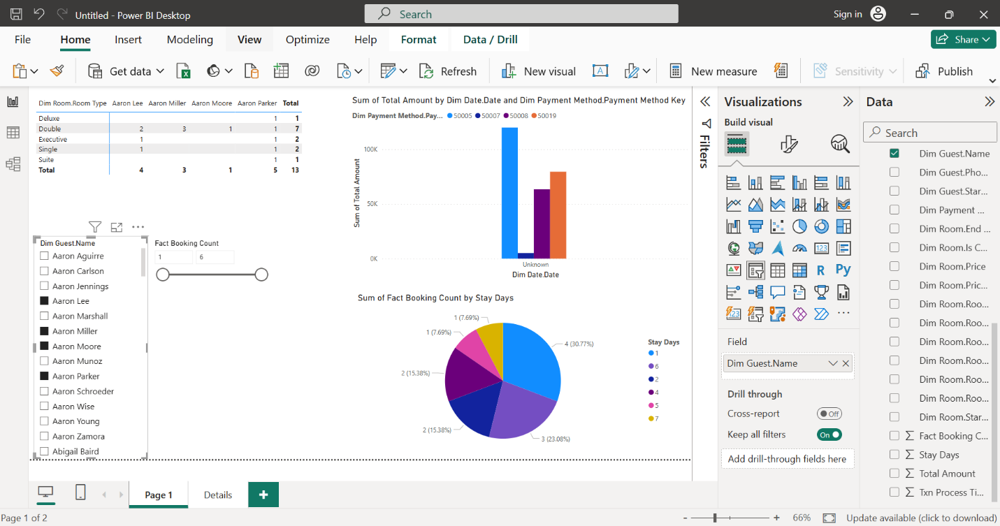 Untitled - Power BI Desktop
Search
Sign in
File Home Insert Modeling View Optimize Help Format Data / Drill
Share
Get data
Refresh
New visual
A
New measure
Sensitivity
Publish
Dim Room.Room Type Aaron Lee Aaron Miller Aaron Moore Aaron Parker Total
Deluxe 1 1
Double 2 3 1 1 7
Executive 1 1 2
Single 1 1 2
Suite 1 1
Total 4 3 1 5 13
Dim Guest.Name
Aaron Aguirre
Aaron Carlson
Aaron Jennings
Aaron Lee
Aaron Marshall
Aaron Miller
Aaron Moore
Aaron Munoz
Aaron Parker
Aaron Schroeder
Aaron Wise
Aaron Young
Aaron Zamora
Abigail Baird
Fact Booking Count
1 6
Sum of Total Amount by Dim Date.Date and Dim Payment Method.Payment Method Key
Dim Payment Method.Pay... 50005 50007 50008 50019
Sum of Total Amount
100K
50K
0K
Unknown
Dim Date.Date
Sum of Fact Booking Count by Stay Days
1 (7.69%)
1 (7.69%)
4 (30.77%)
2 (15.38%)
2 (15.38%)
3 (23.08%)
Stay Days
1
6
2
4
5
7
Filters
Visualizations
Build visual
123
R
Py
123
...
Field
Dim Guest.Name
Drill through
Cross-report Off
Keep all filters On
Add drill-through fields here
Data
Search
Dim Guest.Name
Dim Guest.Pho...
Dim Guest.Star...
Dim Payment ...
Dim Room.End ...
Dim Room.Is C...
Dim Room.Price
Dim Room.Pric...
Dim Room.Roo...
Dim Room.Roo...
Dim Room.Roo...
Dim Room.Roo...
Dim Room.Roo...
Dim Room.Roo...
Dim Room.Star...
Σ Fact Booking C...
Σ Stay Days
Σ Total Amount
Σ Txn Process Ti...
Page 1
Details
+
Page 1 of 2
- + 66%
Update available (click to download)